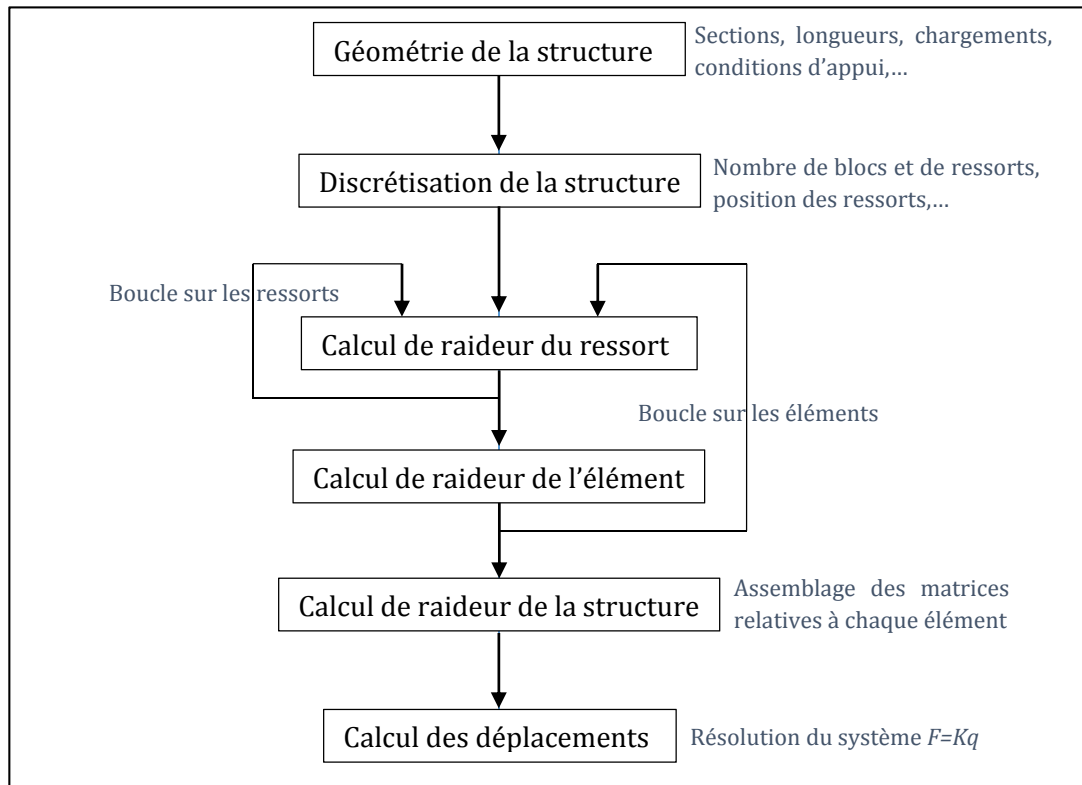 Géométrie de la structure
Sections, longueurs, chargements,
conditions d'appui,...
Discrétisation de la structure
Nombre de blocs et de ressorts,
position des ressorts,...
Boucle sur les ressorts
Calcul de raideur du ressort
Boucle sur les éléments
Calcul de raideur de l'élément
Calcul de raideur de la structure
Assemblage des matrices
relatives à chaque élément
Calcul des déplacements
Résolution du système F=Kq